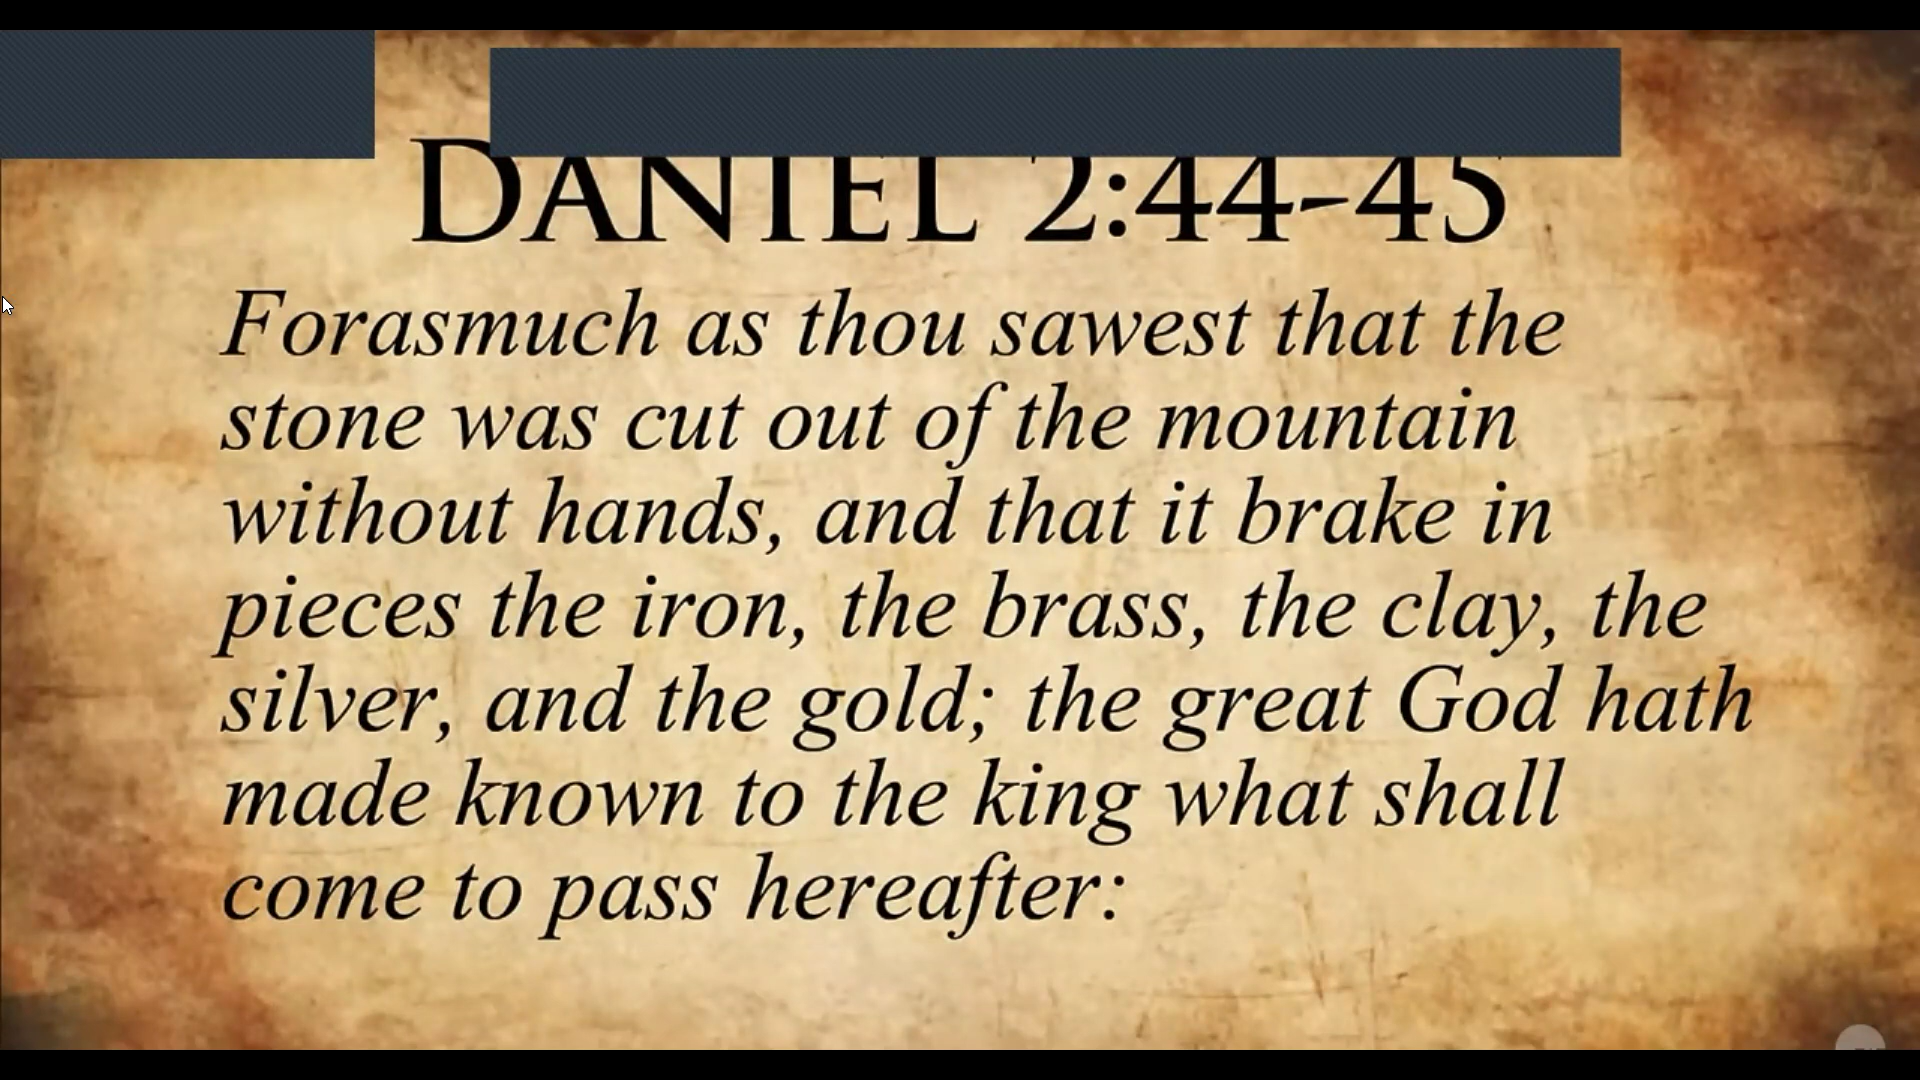 DANIEL 2:44-45
Forasmuch as thou sawest that the
stone was cut out of the mountain
without hands, and that it brake in
pieces the iron, the brass, the clay, the
silver, and the gold; the great God hath
made known to the king what shall
come to pass hereafter: